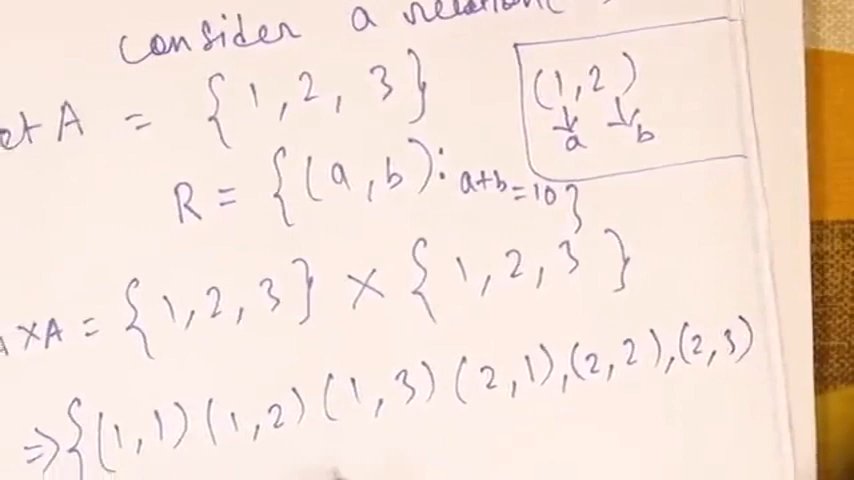 consider a relation
et A = {1, 2, 3}
(1, 2)
a b
R = {(a, b): a+b=10}
A×A = {1, 2, 3} × {1, 2, 3}
⇒ {(1, 1) (1, 2) (1, 3) (2, 1), (2, 2), (2, 3)